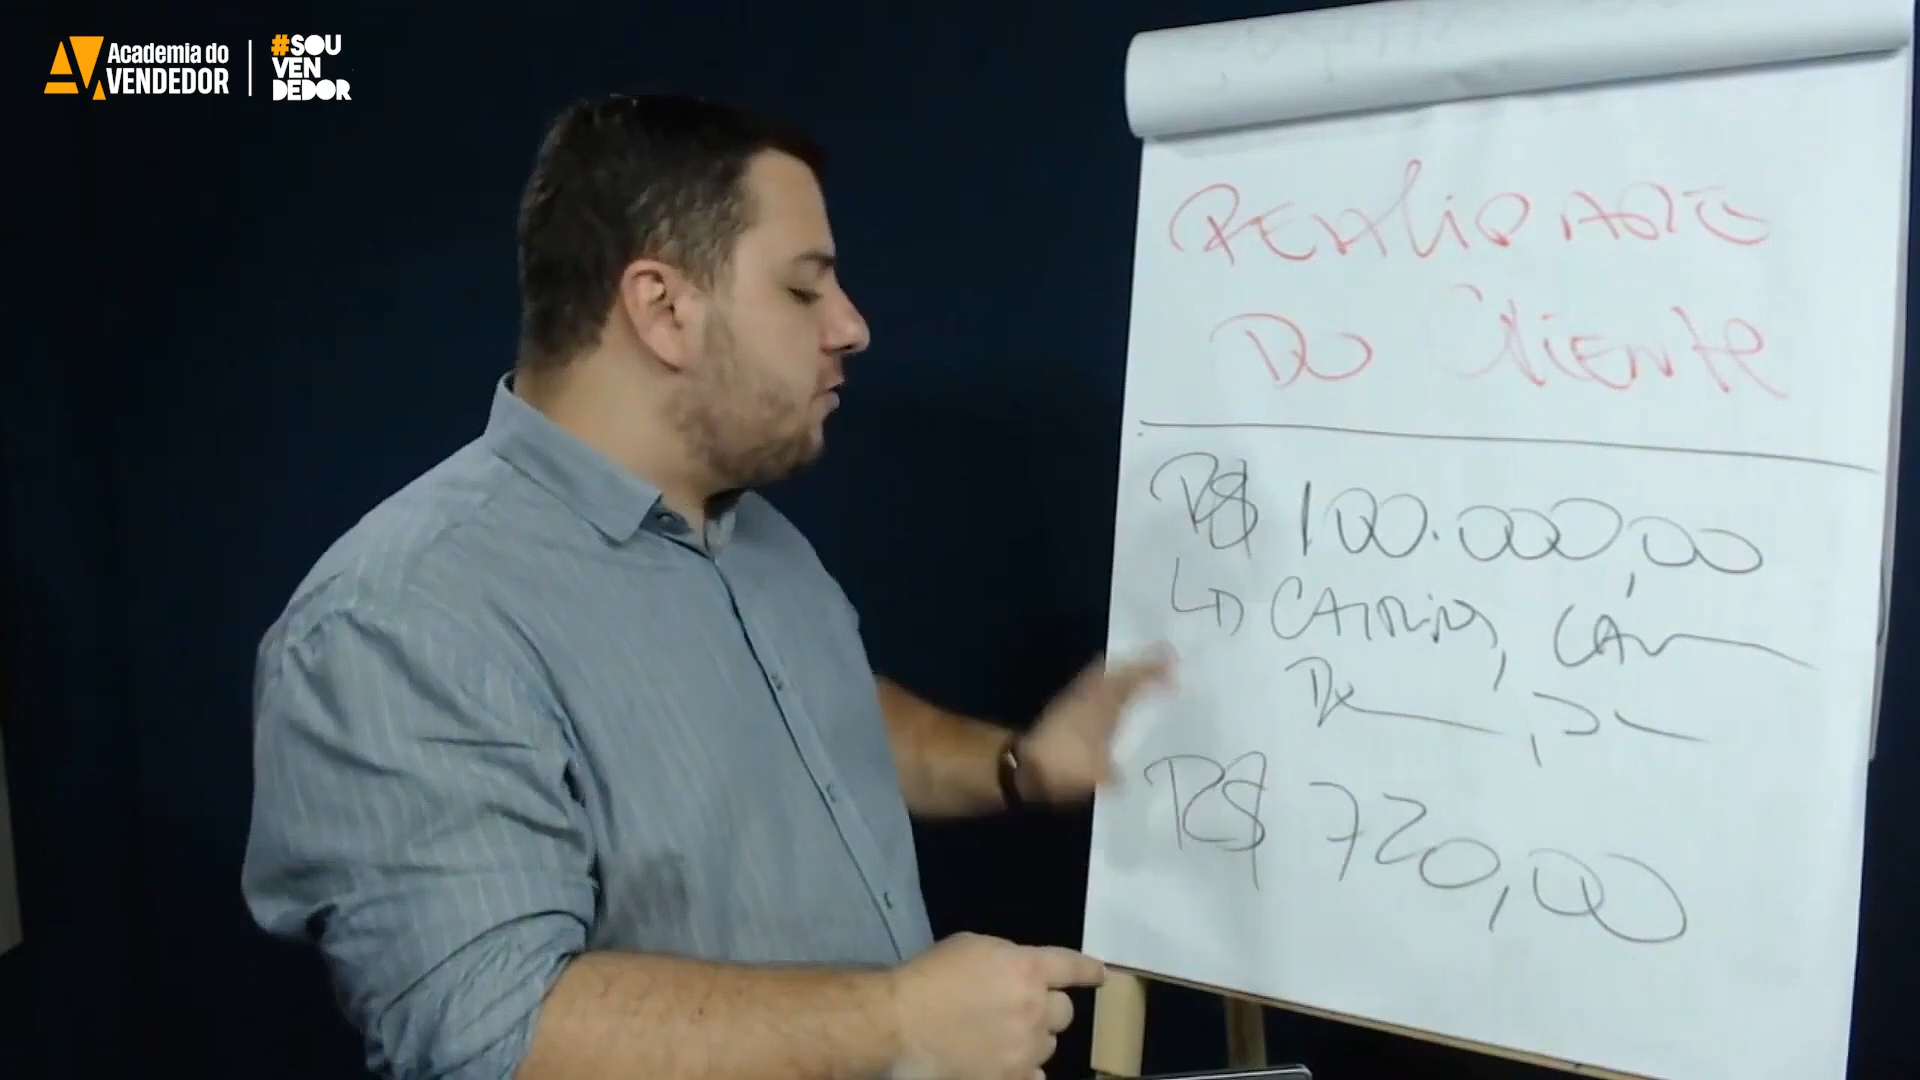 Academia do
VENDEDOR
#SOU
VEN
DEDOR
REALIDADE
DO CLIENTE
R$ 100.000,00
R$ 720,00